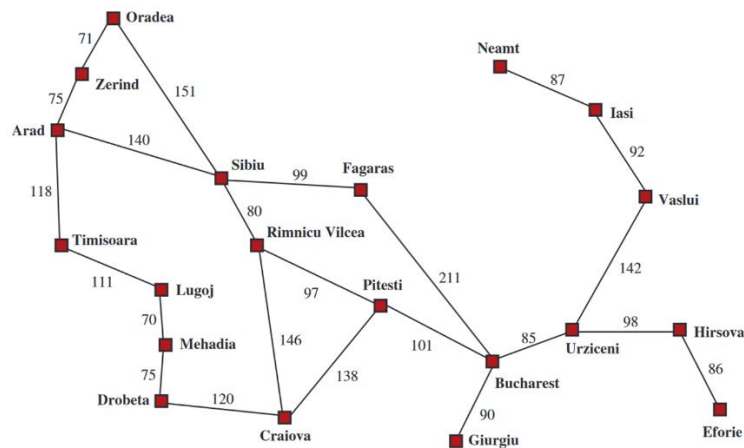 Oradea
71
Neamt
Zerind
87
151
75
Iasi
Arad
140
92
Sibiu
Fagaras
99
118
Vaslui
80
Timisoara
Rimnicu Vilcea
142
111
Pitesti
211
Lugoj
97
70
98
Hirsova
146
85
Mehadia
101
Urziceni
138
86
75
Bucharest
120
Drobeta
90
Craiova
Giurgiu
Eforie